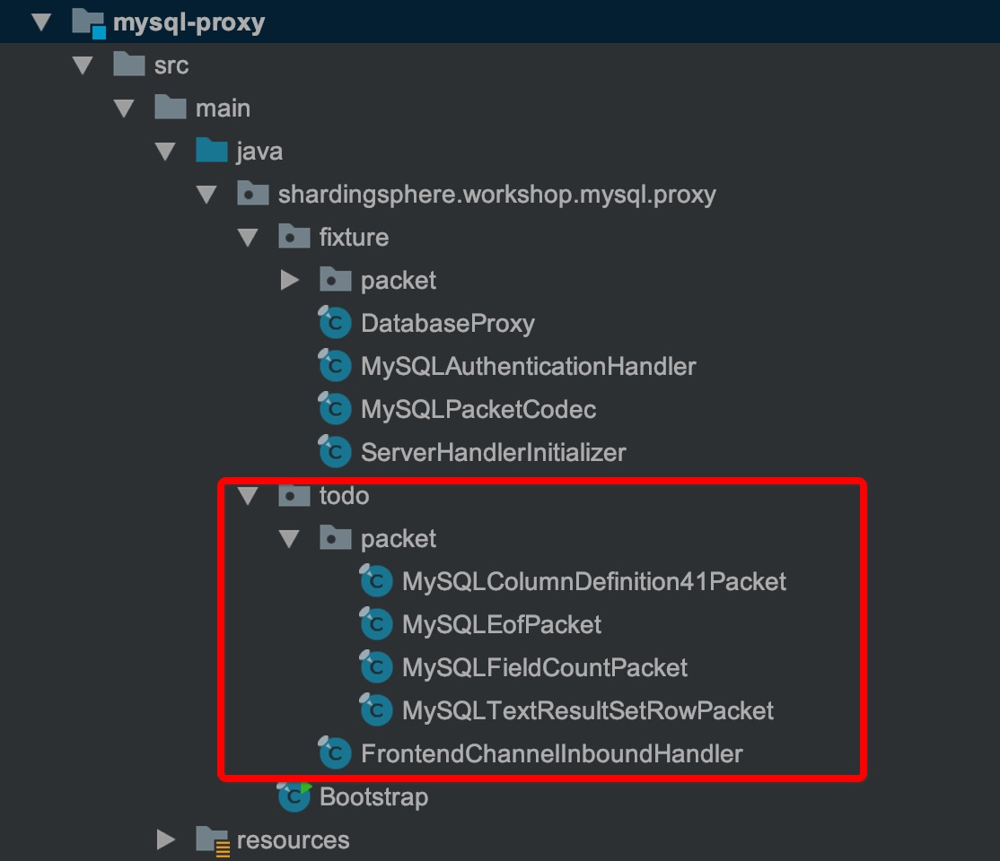 mysql-proxy
src
main
java
shardingsphere.workshop.mysql.proxy
fixture
packet
DatabaseProxy
MySQLAuthenticationHandler
MySQLPacketCodec
ServerHandlerInitializer
todo
packet
MySQLColumnDefinition41Packet
MySQLEofPacket
MySQLFieldCountPacket
MySQLTextResultSetRowPacket
FrontendChannelInboundHandler
Bootstrap
resources